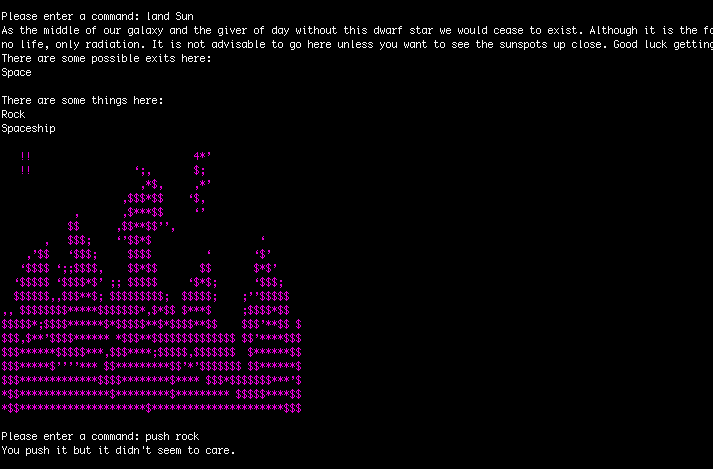 Please enter a command: land Sun
As the middle of our galaxy and the giver of day without this dwarf star we would cease to exist. Although it is the
no life, only radiation. It is not advisable to go here unless you want to see the sunspots up close. Good luck getting
There are some possible exits here:
Space
There are some things here:
Rock
Spaceship
Please enter a command: push rock
You push it but it didn't seem to care.